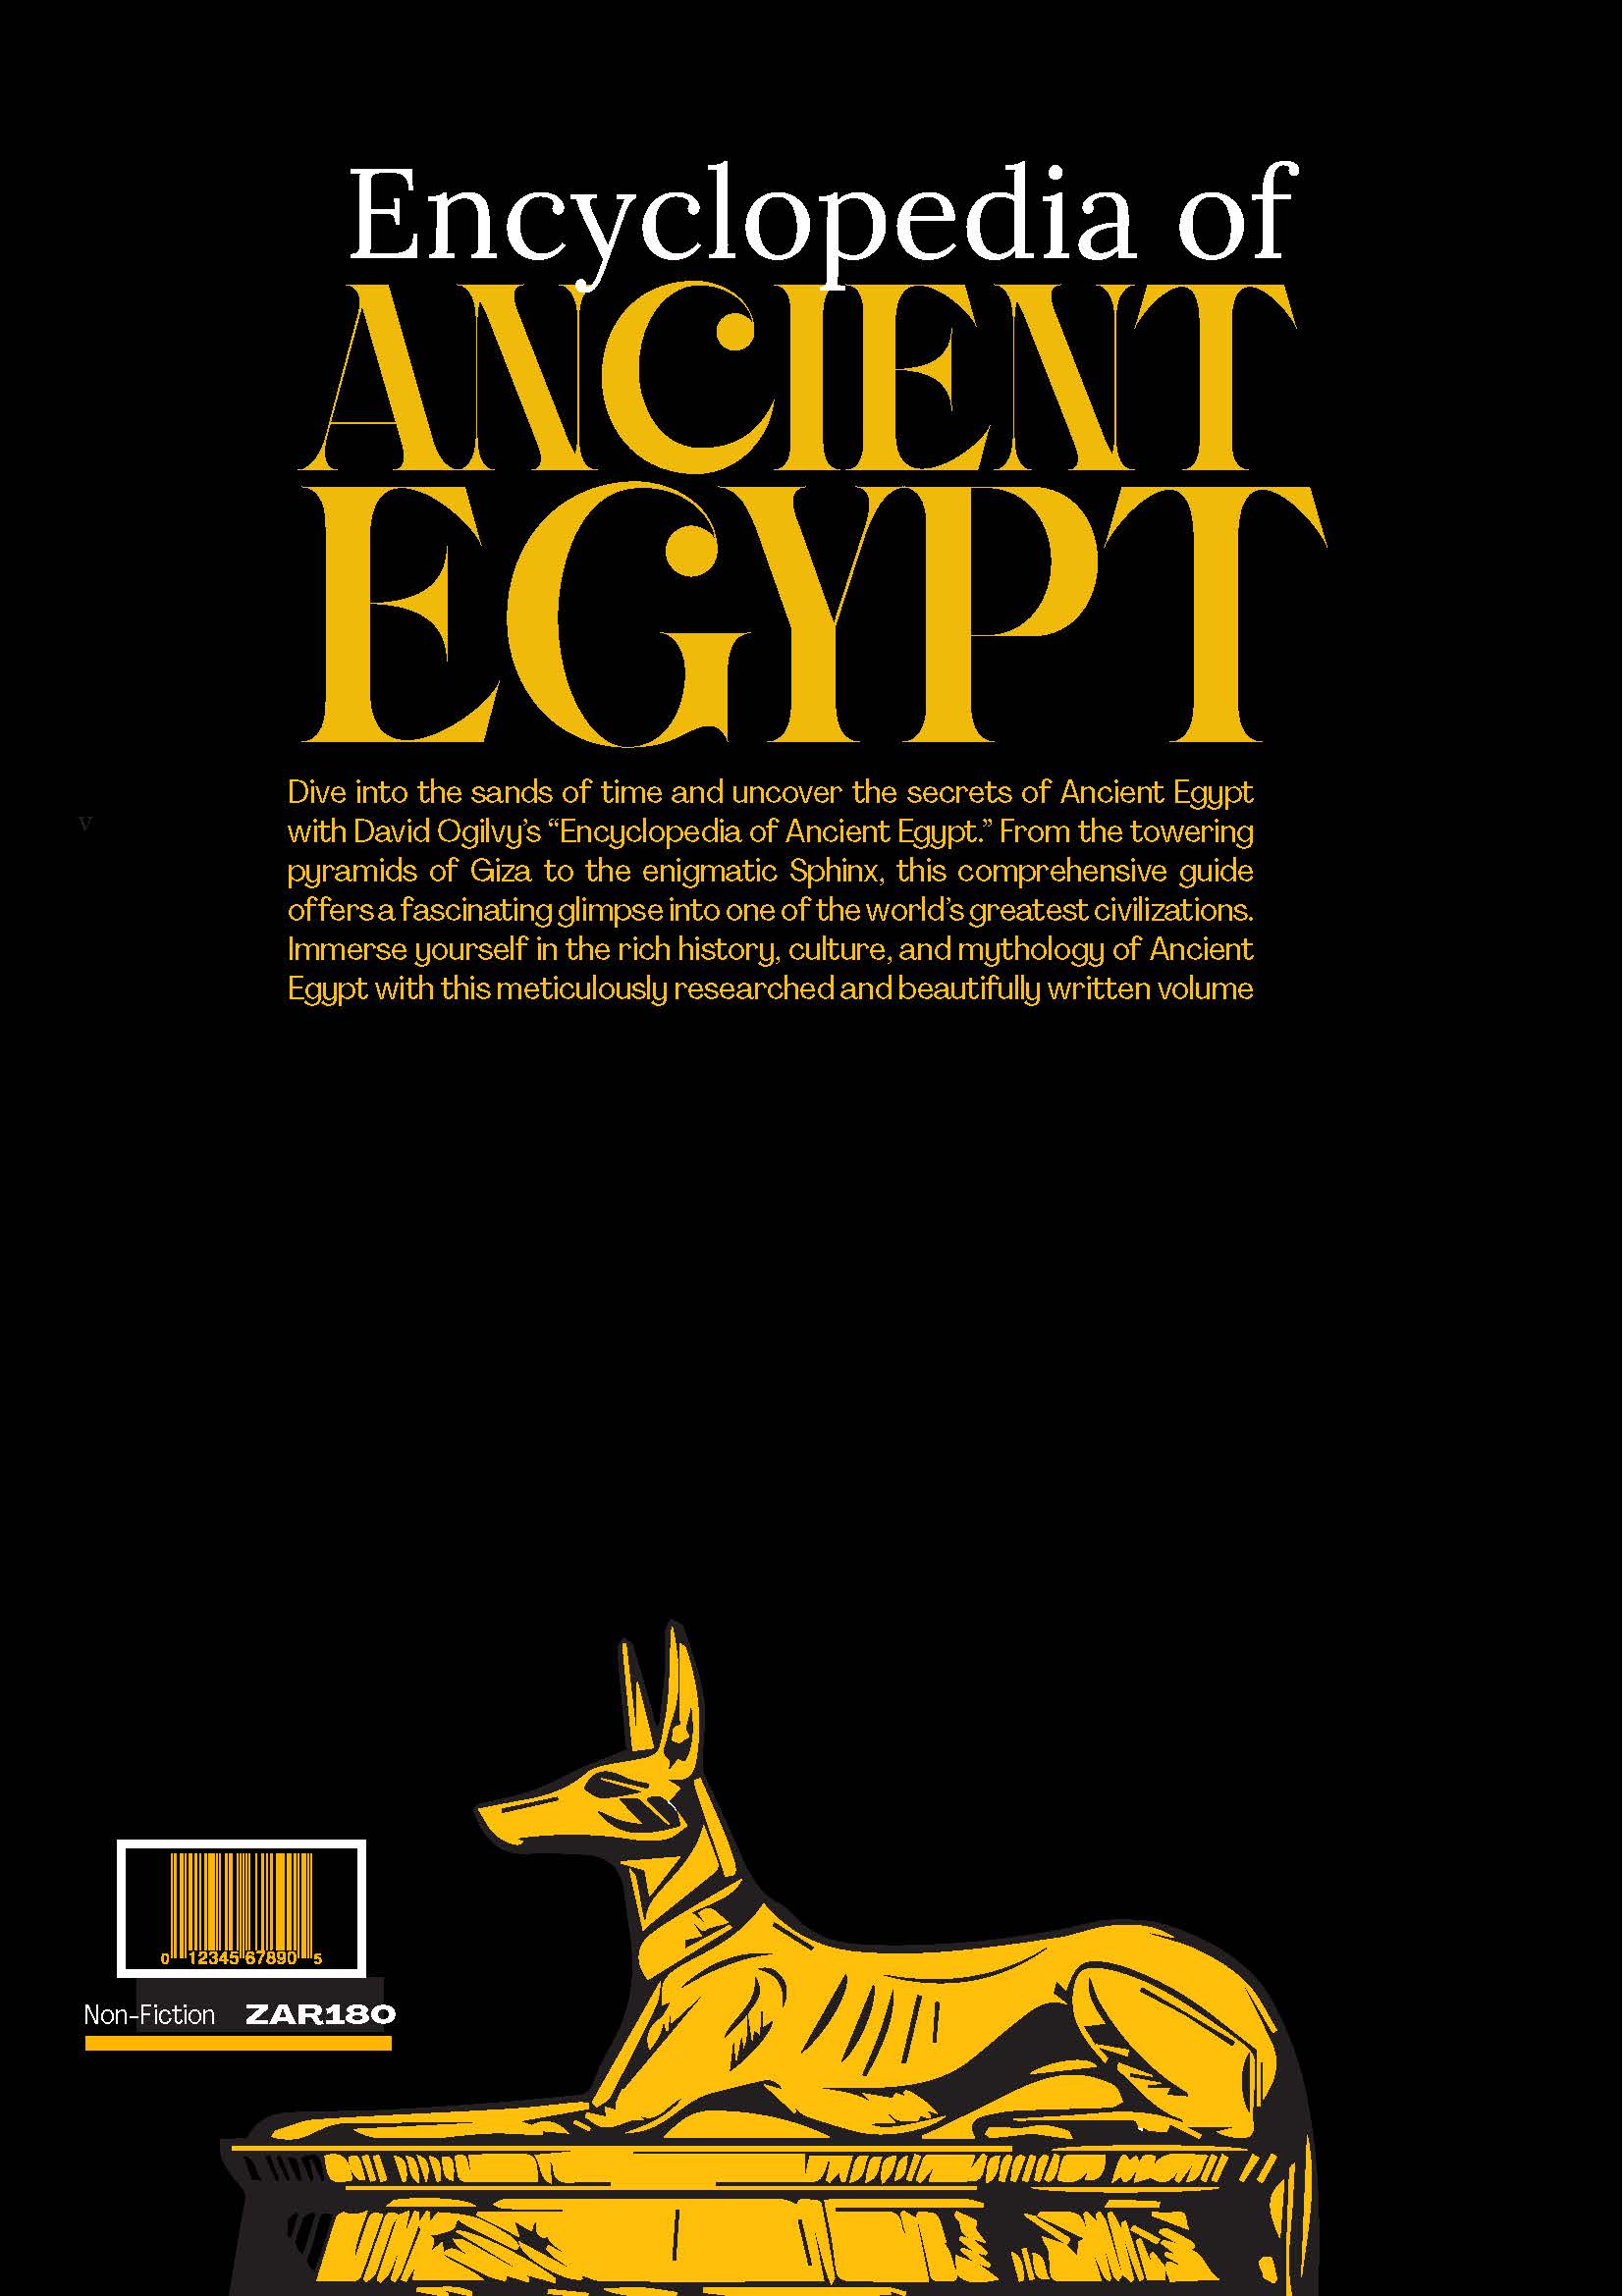 Encyclopedia of
ANCIENT
EGYPT
Dive into the sands of time and uncover the secrets of Ancient Egypt
with David Ogilvy’s “Encyclopedia of Ancient Egypt.” From the towering
pyramids of Giza to the enigmatic Sphinx, this comprehensive guide
offers a fascinating glimpse into one of the world’s greatest civilizations.
Immerse yourself in the rich history, culture, and mythology of Ancient
Egypt with this meticulously researched and beautifully written volume
v
0 12345 67890 5
Non-Fiction ZAR180